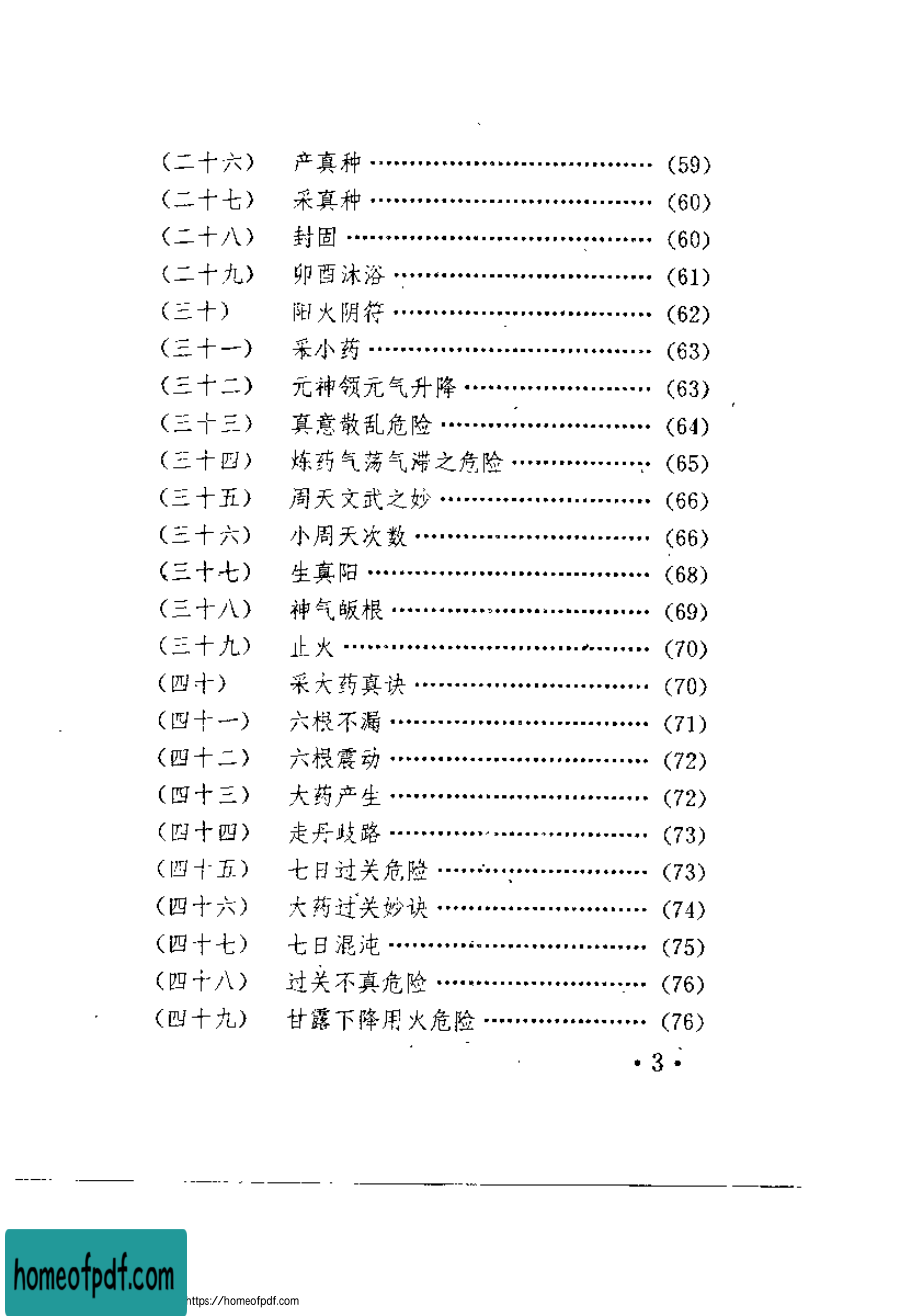 （二十六） 产真种 ………………………………（59）
（二十七） 采真种 ………………………………（60）
（二十八） 封固 …………………………………（60）
（二十九） 卯酉沐浴 ……………………………（61）
（三十） 阳火阴符 ……………………………（62）
（三十一） 采小药 ………………………………（63）
（三十二） 元神领元气升降 ……………………（63）
（三十三） 真意散乱危险 ………………………（64）
（三十四） 炼药气荡气滞之危险 ………………（65）
（三十五） 周天文武之妙 ………………………（66）
（三十六） 小周天次数 …………………………（66）
（三十七） 生真阳 ………………………………（68）
（三十八） 神气皈根 ……………………………（69）
（三十九） 止火 …………………………………（70）
（四十） 采大药真诀 …………………………（70）
（四十一） 六根不漏 ……………………………（71）
（四十二） 六根震动 ……………………………（72）
（四十三） 大药产生 ……………………………（72）
（四十四） 走丹歧路 ……………………………（73）
（四十五） 七日过关危险 ………………………（73）
（四十六） 大药过关妙诀 ………………………（74）
（四十七） 七日混沌 ……………………………（75）
（四十八） 过关不真危险 ………………………（76）
（四十九） 甘露下降用火危险 …………………（76）
• 3 •
homeofpdf.com
https://homeofpdf.com